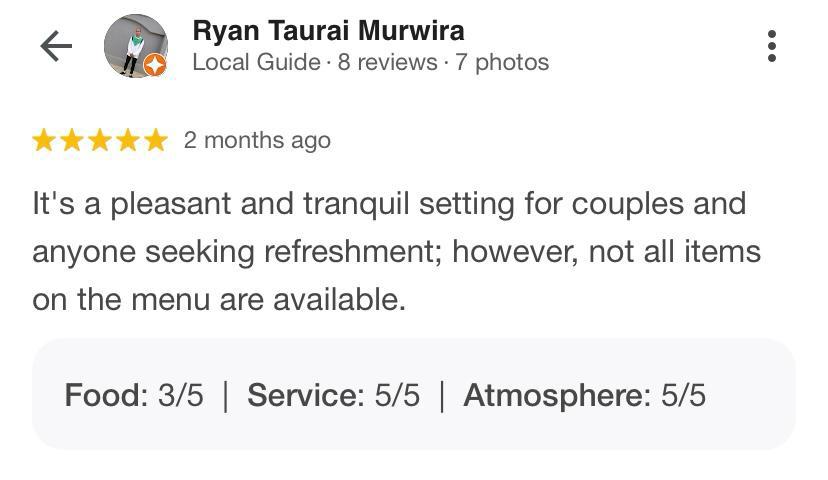 Ryan Taurai Murwira
Local Guide · 8 reviews · 7 photos
2 months ago
It's a pleasant and tranquil setting for couples and
anyone seeking refreshment; however, not all items
on the menu are available.
Food: 3/5 | Service: 5/5 | Atmosphere: 5/5